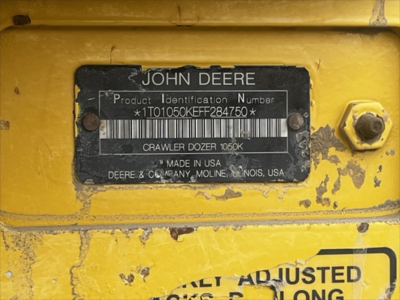 JOHN DEERE
Product Identification Number
*1T01050KEFF284750*
CRAWLER DOZER 1050K
MADE IN USA
DEERE & COMPANY MOLINE, ILLINOIS, USA
ADJUSTED